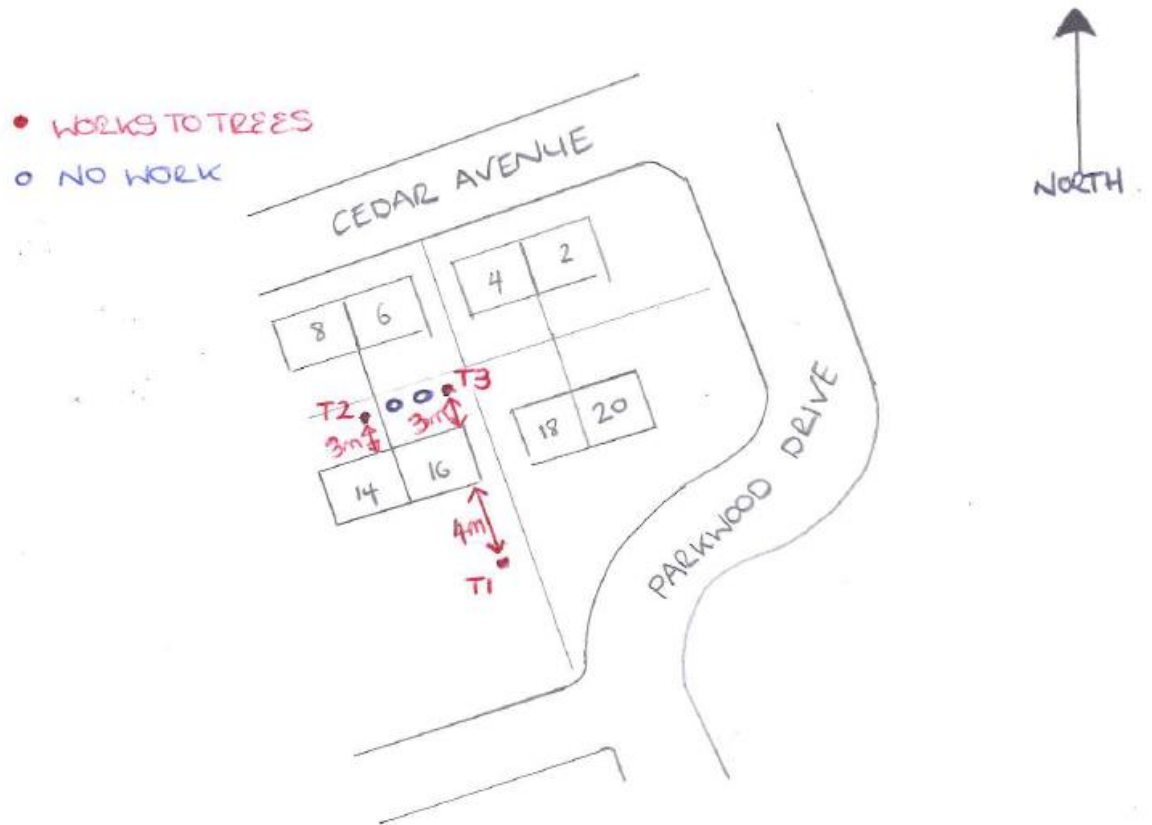 WORKS TO TREES
NO WORK
NORTH
CEDAR AVENUE
8
6
4
2
T2
T3
3m
3m
18
20
14
16
4m
T1
PARKWOOD DRIVE